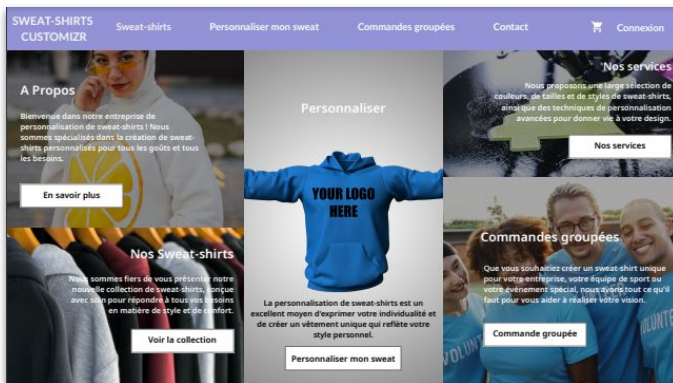 SWEAT-SHIRTS
CUSTOMIZR
Sweat-shirts
Personnaliser mon sweat
Commandes groupées
Contact
Connexion
A Propos
Bienvenue dans notre entreprise de
personnalisation de sweat-shirts ! Nous
sommes spécialisés dans la création de sweat-
shirts personnalisés pour tous les goûts et tous
les besoins.
En savoir plus
Nos Sweat-shirts
Nous sommes fiers de vous présenter notre
nouvelle collection de sweat-shirts, conçue
avec soin pour répondre à tous vos besoins
en matière de style et de confort.
Voir la collection
Personnaliser
YOUR LOGO
HERE
La personalisation de sweat-shirts est un
excellent moyen d'exprimer votre individualité et
de créer un vêtement unique qui reflète votre
style personnel.
Personnaliser mon sweat
Nos services
Nous proposons une large sélection de
couleurs, de tailles et de styles de sweat-shirts,
ainsi que des techniques de personnalisation
avancées pour donner vie à votre design.
Nos services
Commandes groupées
Que vous souhaitiez créer un sweat-shirt unique
pour votre entreprise, votre équipe de sport ou
votre événement spécial, nous avons tout ce qu'il
faut pour vous aider à réaliser votre vision.
Commande groupée
VOLUN
VOLUNTE